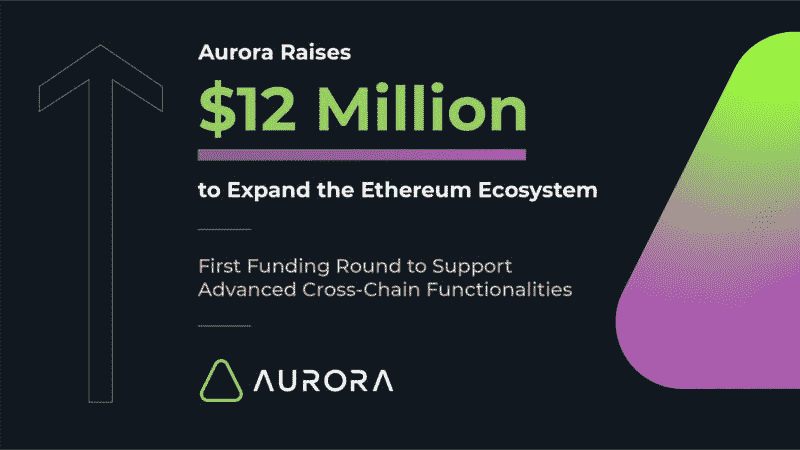 Aurora Raises
$12 Million
to Expand the Ethereum Ecosystem
First Funding Round to Support
Advanced Cross-Chain Functionalities
AURORA